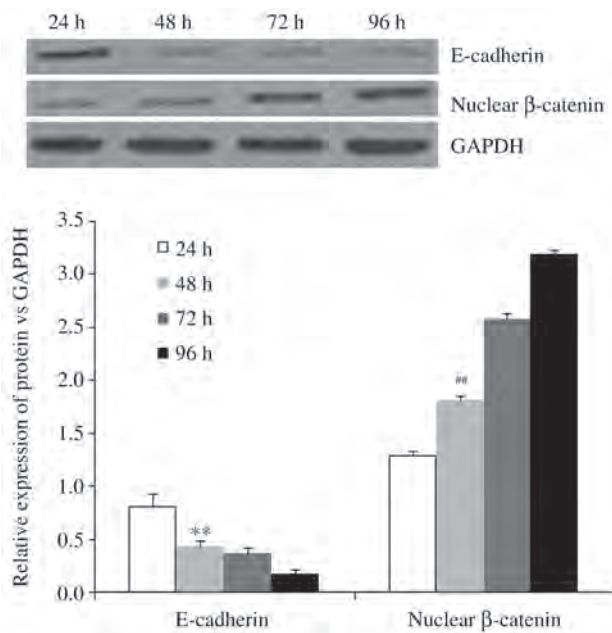 24 h 48 h 72 h 96 h
E-cadherin
Nuclear β-catenin
GAPDH
Relative expression of protein vs GAPDH
3.5
3.0
2.5
2.0
1.5
1.0
0.5
0.0
24 h
48 h
72 h
96 h
**
##
E-cadherin Nuclear β-catenin